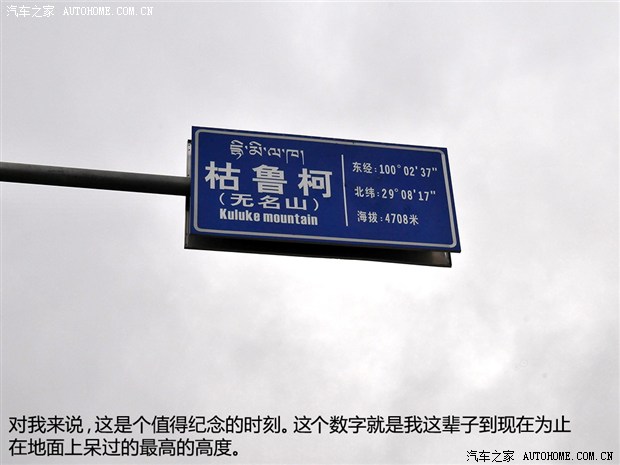 汽车之家 AUTOHOME.COM.CN
枯鲁柯
(无名山)
Kuluke mountain
东经:100°02'37"
北纬:29°08'17"
海拔:4708米
对我来说,这是个值得纪念的时刻。这个数字就是我这辈子到现在为止
在地面上呆过的最高的高度。
汽车之家 AUTOHOME.COM.CN